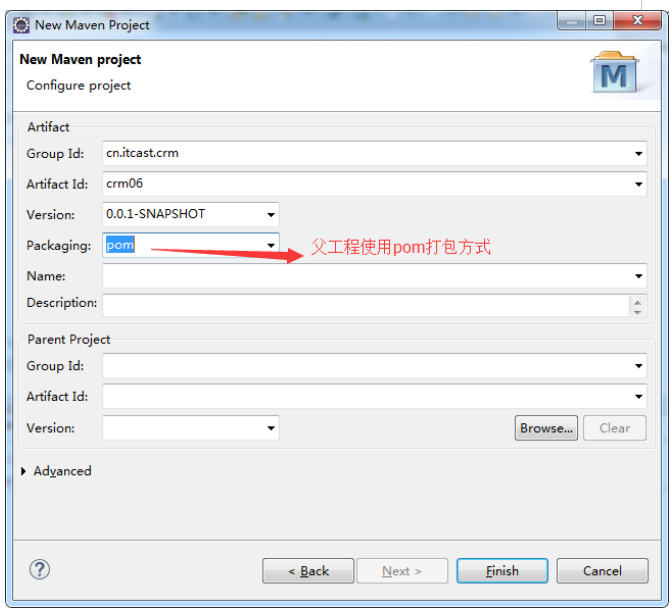 New Maven Project
New Maven project
Configure project
M
Artifact
Group Id: cn.itcast.crm
Artifact Id: crm06
Version: 0.0.1-SNAPSHOT
Packaging: pom 父工程使用pom打包方式
Name:
Description:
Parent Project
Group Id:
Artifact Id:
Version: Browse... Clear
Advanced
? < Back Next > Finish Cancel